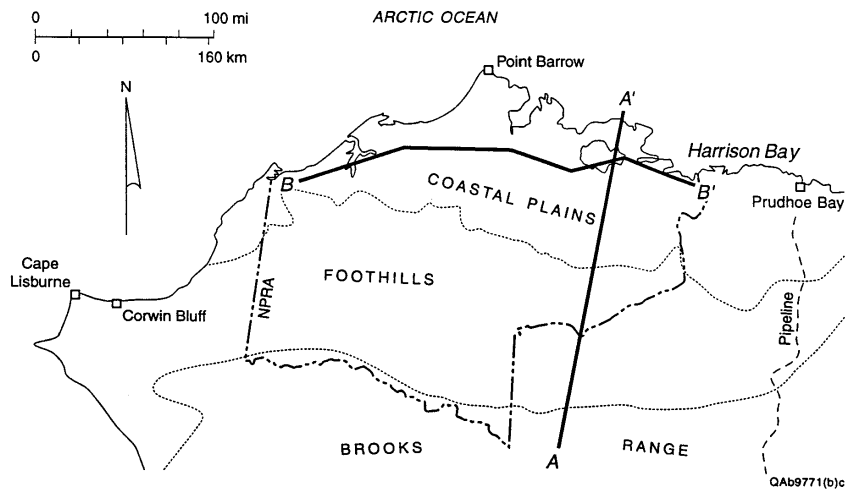 0 100 mi
0 160 km
ARCTIC OCEAN
N
Point Barrow
A'
Harrison Bay
B
B'
COASTAL PLAINS
Prudhoe Bay
Cape
Lisburne
Corwin Bluff
NPRA
FOOTHILLS
Pipeline
BROOKS
A
RANGE
QAb9771(b)c